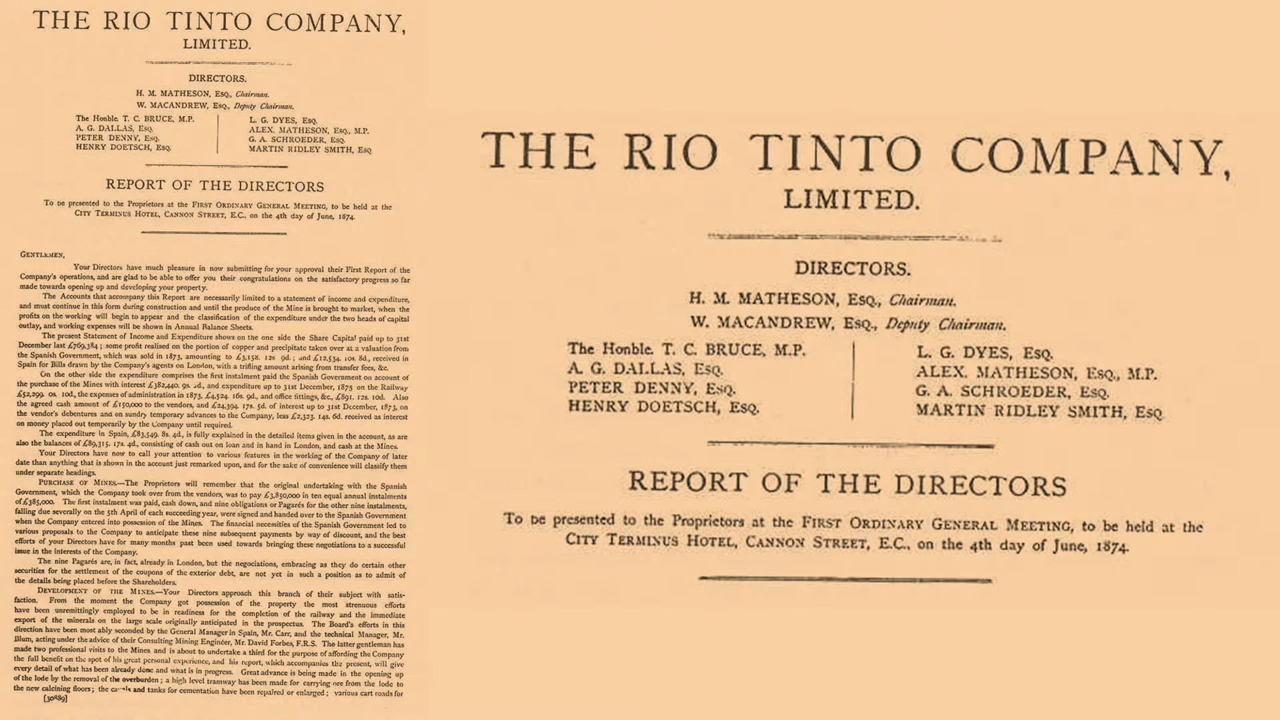 THE RIO TINTO COMPANY,
LIMITED.
DIRECTORS.
H. M. MATHESON, ESQ., Chairman.
W. MACANDREW, ESQ., Deputy Chairman.
The Honble. T. C. BRUCE, M.P.
A. G. DALLAS, ESQ.
PETER DENNY, ESQ.
HENRY DOETSCH, ESQ.
L. G. DYES, ESQ.
ALEX. MATHESON, ESQ., M.P.
G. A. SCHROEDER, ESQ.
MARTIN RIDLEY SMITH, ESQ.
REPORT OF THE DIRECTORS
To be presented to the Proprietors at the FIRST ORDINARY GENERAL MEETING, to be held at the
CITY TERMINUS HOTEL, CANNON STREET, E.C., on the 4th day of June, 1874.
GENTLEMEN,
Your Directors have much pleasure in now submitting for your approval their First Report of the
Company's operations, and are glad to be able to offer you their congratulations on the satisfactory progress so far
made towards opening up and developing your property.
The Accounts that accompany this Report are necessarily limited to a statement of income and expenditure,
and must continue in this form during construction and until the produce of the Mine is brought to market, when the
profits on the working will begin to appear and the classification of the expenditure under the two heads of capital
outlay, and working expenses will be shown in Annual Balance Sheets.
The present Statement of Income and Expenditure shows on the one side the Share Capital paid up to 31st
December last £769,384; some profit realised on the portion of copper and precipitate taken over at a valuation from
the Spanish Government, which was sold in 1873, amounting to £3,158. 12s 9d.; and £12,534. 10s. 8d., received in
Spain for Bills drawn by the Company's agents on London, with a trifling amount arising from transfer fees, &c.
On the other side the expenditure comprises the first instalment paid the Spanish Government on account of
the purchase of the Mines with interest £382,440. 9s. 2d., and expenditure up to 31st December, 1873 on the Railway
£52,299. 0s. 10d., the expenses of administration in 1873, £4,524. 16s. 9d., and office fittings, &c., £891. 12s. 10d. Also
the agreed cash amount of £150,000 to the vendors, and £24,394. 17s. 5d. of interest up to 31st December, 1873, on
the vendor's debentures and on sundry temporary advances to the Company, less £2,323. 14s. 6d. received as interest
on money placed out temporarily by the Company until required.
The expenditure in Spain, £83,549. 8s. 4d., is fully explained in the detailed items given in the account, as are
also the balances of £89,315. 17s. 4d., consisting of cash out on loan and in hand in London, and cash at the Mines.
Your Directors have now to call your attention to various features in the working of the Company of later
date than anything that is shown in the account just remarked upon, and for the sake of convenience will classify them
under separate headings.
PURCHASE OF MINES.—The Proprietors will remember that the original undertaking with the Spanish
Government, which the Company took over from the vendors, was to pay £3,850,000 in ten equal annual instalments
of £385,000. The first instalment was paid, cash down, and nine obligations or Pagarés for the other nine instalments,
falling due severally on the 5th April of each succeeding year, were signed and handed over to the Spanish Government
when the Company entered into possession of the Mines. The financial necessities of the Spanish Government led to
various proposals to the Company to anticipate these nine subsequent payments by way of discount, and the best
efforts of your Directors have for many months past been used towards bringing these negotiations to a successful
issue in the interests of the Company.
The nine Pagarés are, in fact, already in London, but the negotiations, embracing as they do certain other
securities for the settlement of the coupons of the exterior debt, are not yet in such a position as to admit of
the details being placed before the Shareholders.
DEVELOPMENT OF THE MINES.—Your Directors approach this branch of their subject with satis-
faction. From the moment the Company got possession of the property the most strenuous efforts
have been unremittingly employed to be in readiness for the completion of the railway and the immediate
export of the minerals on the large scale originally anticipated in the prospectus. The Board's efforts in this
direction have been most ably seconded by the General Manager in Spain, Mr. Carr, and the technical Manager, Mr.
Blum, acting under the advice of their Consulting Mining Engineer, Mr. David Forbes, F.R.S. The latter gentleman has
made two professional visits to the Mines and is about to undertake a third for the purpose of affording the Company
the full benefit on the spot of his great personal experience, and his report, which accompanies the present, will give
every detail of what has been already done and what is in progress. Great advance is being made in the opening up
of the lode by the removal of the overburden; a high level tramway has been made for carrying ore from the lode to
the new calcining floors; the canals and tanks for cementation have been repaired or enlarged; various cart roads for
[30889]
THE RIO TINTO COMPANY,
LIMITED.
DIRECTORS.
H. M. MATHESON, ESQ., Chairman.
W. MACANDREW, ESQ., Deputy Chairman.
The Honble. T. C. BRUCE, M.P.
A. G. DALLAS, ESQ.
PETER DENNY, ESQ.
HENRY DOETSCH, ESQ.
L. G. DYES, ESQ.
ALEX. MATHESON, ESQ., M.P.
G. A. SCHROEDER, ESQ.
MARTIN RIDLEY SMITH, ESQ.
REPORT OF THE DIRECTORS
To be presented to the Proprietors at the FIRST ORDINARY GENERAL MEETING, to be held at the
CITY TERMINUS HOTEL, CANNON STREET, E.C., on the 4th day of June, 1874.